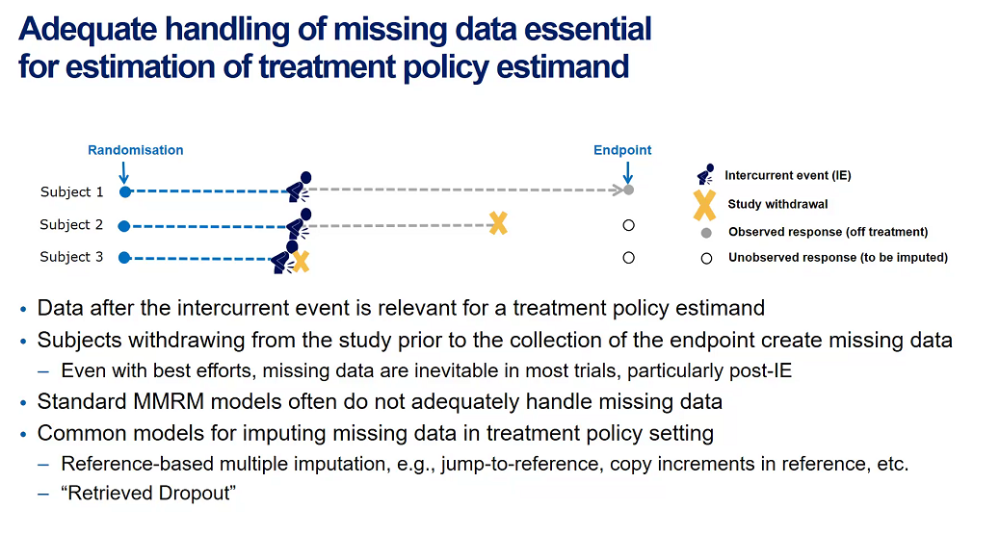 Adequate handling of missing data essential
for estimation of treatment policy estimand
Randomisation
Endpoint
Subject 1
Subject 2
Subject 3
Intercurrent event (IE)
Study withdrawal
Observed response (off treatment)
Unobserved response (to be imputed)
• Data after the intercurrent event is relevant for a treatment policy estimand
• Subjects withdrawing from the study prior to the collection of the endpoint create missing data
– Even with best efforts, missing data are inevitable in most trials, particularly post-IE
• Standard MMRM models often do not adequately handle missing data
• Common models for imputing missing data in treatment policy setting
– Reference-based multiple imputation, e.g., jump-to-reference, copy increments in reference, etc.
– “Retrieved Dropout”